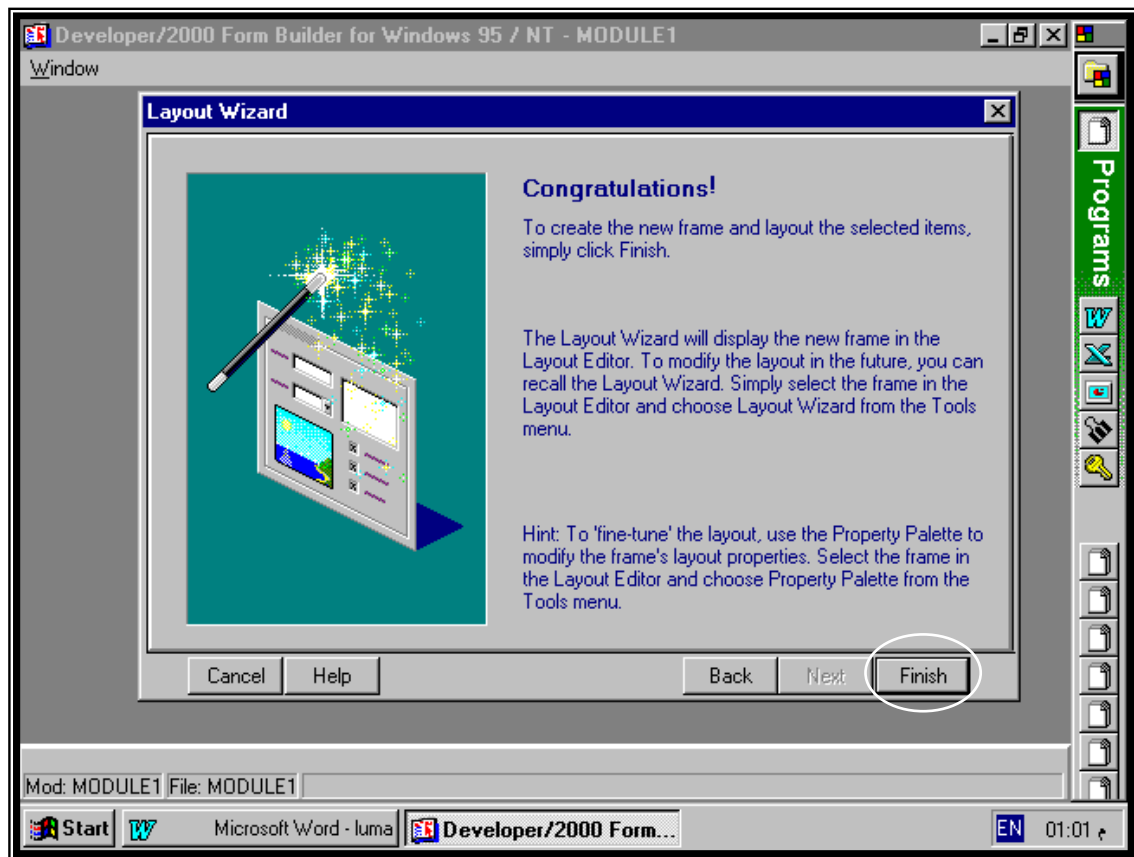 Developer/2000 Form Builder for Windows 95 / NT - MODULE1
Window
Layout Wizard
Congratulations!
To create the new frame and layout the selected items,
simply click Finish.
The Layout Wizard will display the new frame in the
Layout Editor. To modify the layout in the future, you can
recall the Layout Wizard. Simply select the frame in the
Layout Editor and choose Layout Wizard from the Tools
menu.
Hint: To 'fine-tune' the layout, use the Property Palette to
modify the frame's layout properties. Select the frame in
the Layout Editor and choose Property Palette from the
Tools menu.
Cancel
Help
Back
Next
Finish
Programs
Mod: MODULE1
File: MODULE1
Start
Microsoft Word - luma
Developer/2000 Form...
EN
01:01 م